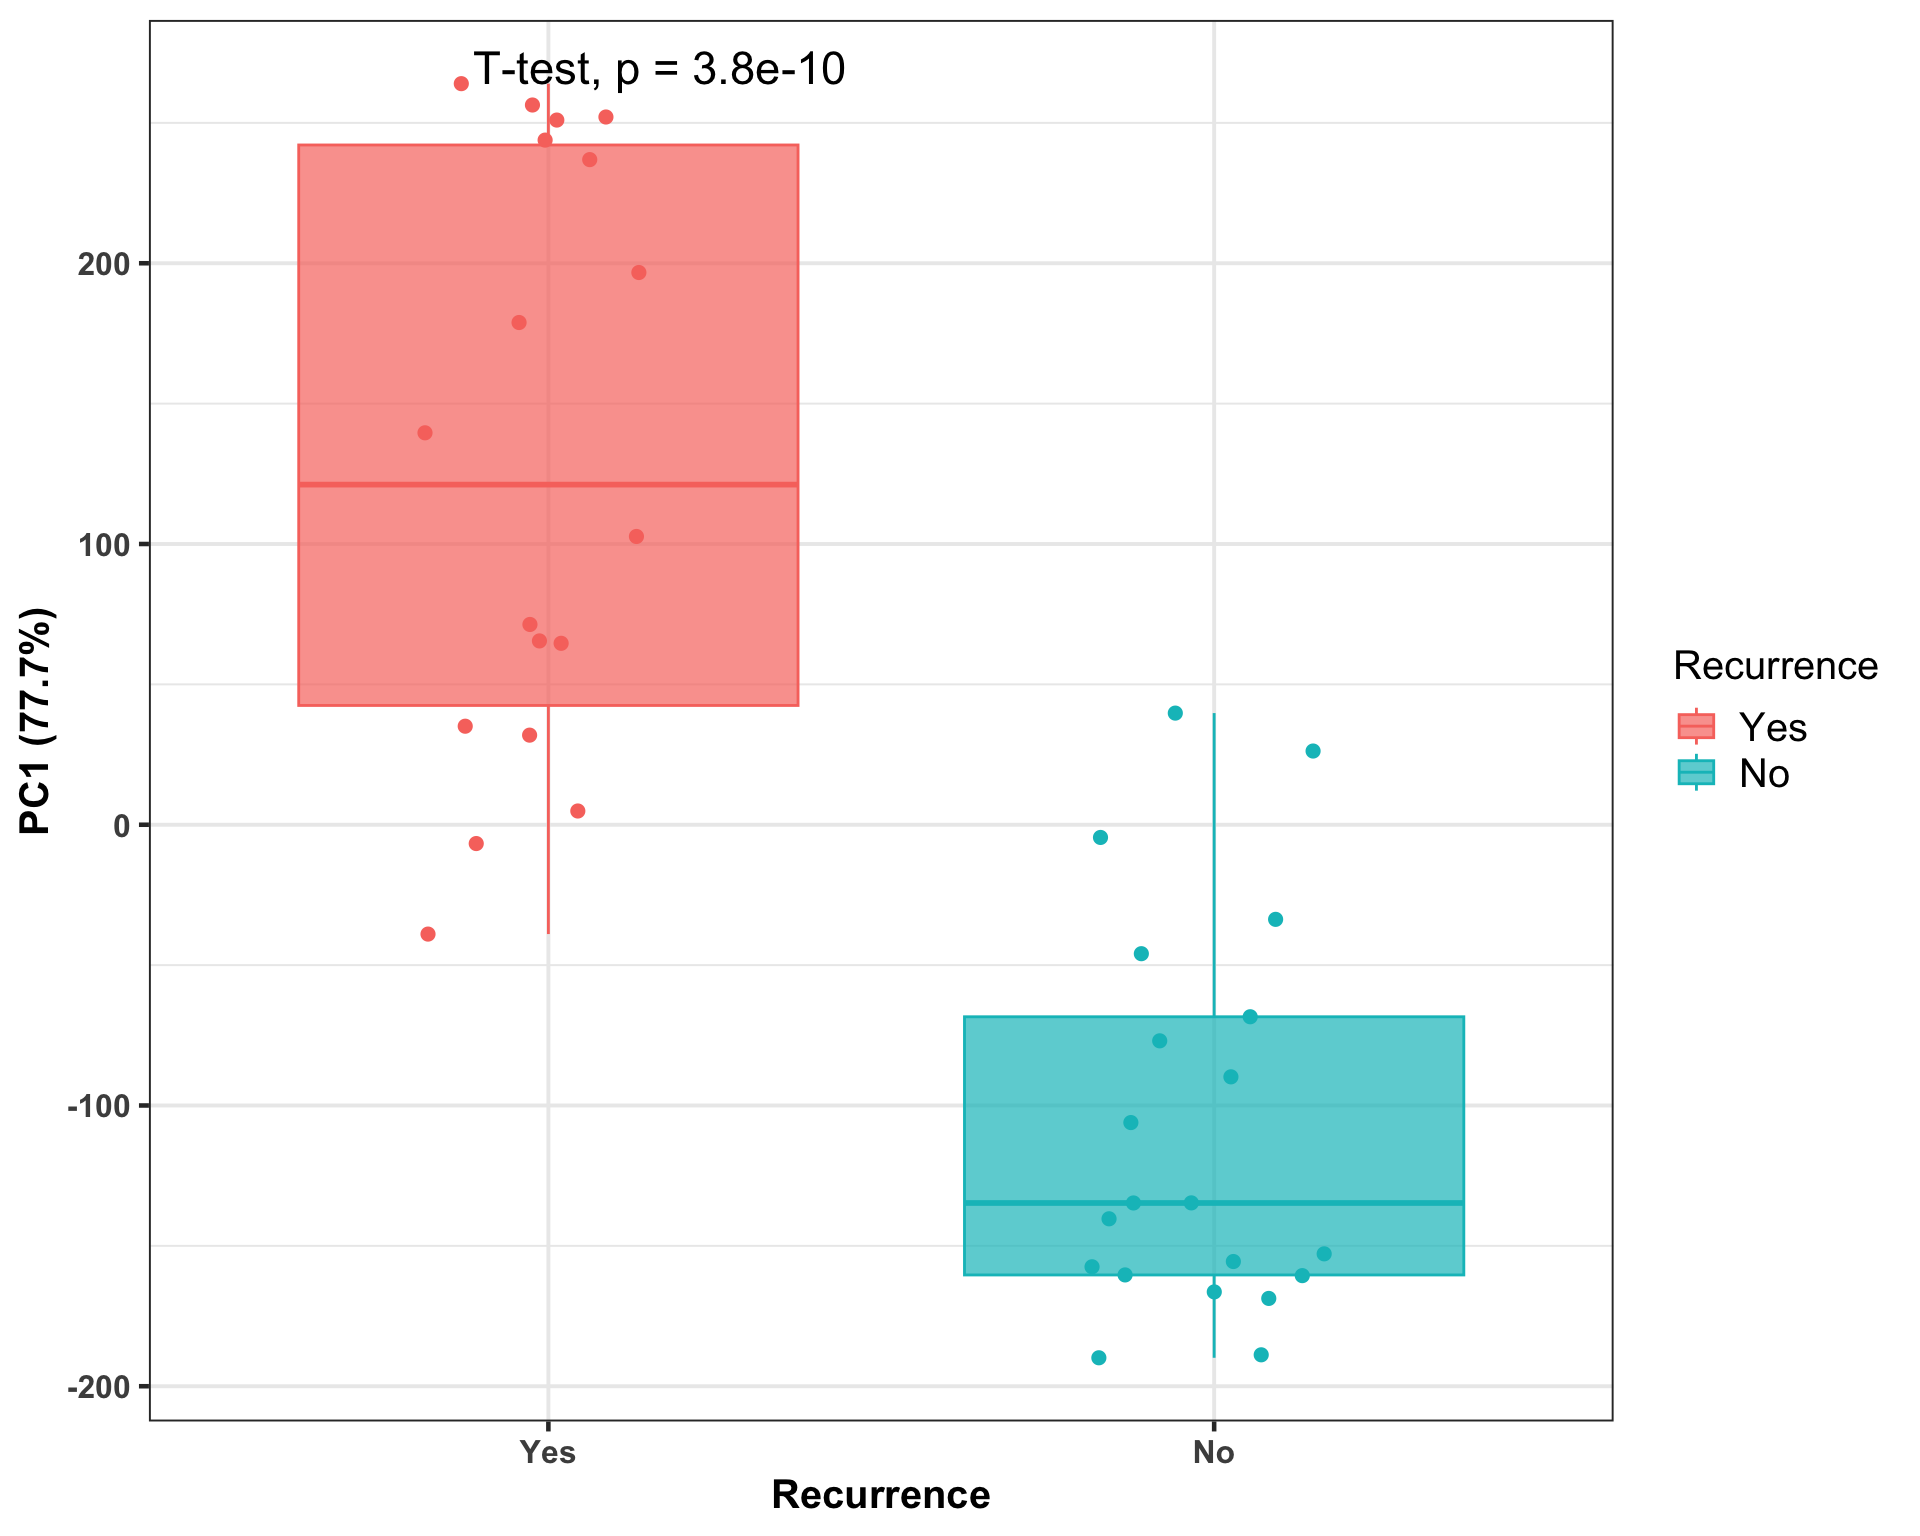 T-test, p = 3.8e-10
200
100
0
-100
-200
PC1 (77.7%)
Yes
No
Recurrence
Recurrence
Yes
No